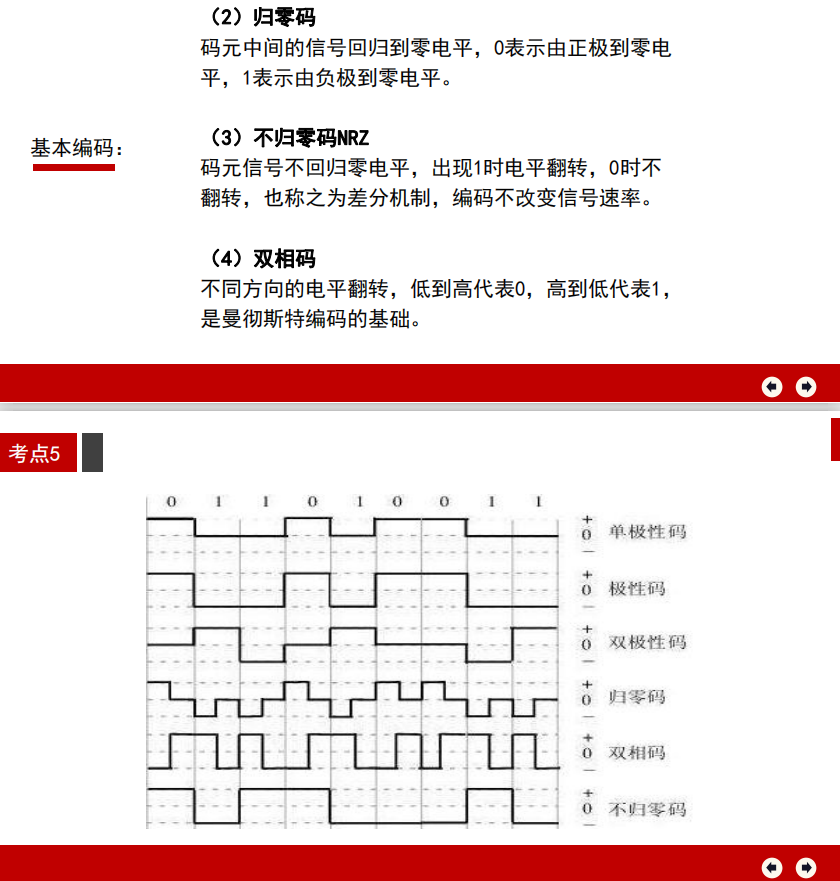 （2）归零码
码元中间的信号回归到零电平，0表示由正极到零电
平，1表示由负极到零电平。
基本编码：
（3）不归零码NRZ
码元信号不回归零电平，出现1时电平翻转，0时不
翻转，也称之为差分机制，编码不改变信号速率。
（4）双相码
不同方向的电平翻转，低到高代表0，高到低代表1，
是曼彻斯特编码的基础。
考点5
0 1 1 0 1 0 0 1 1
+
0 单极性码
—
+
0 极性码
—
+
0 双极性码
—
+
0 归零码
—
+
0 双相码
—
+
0 不归零码
—